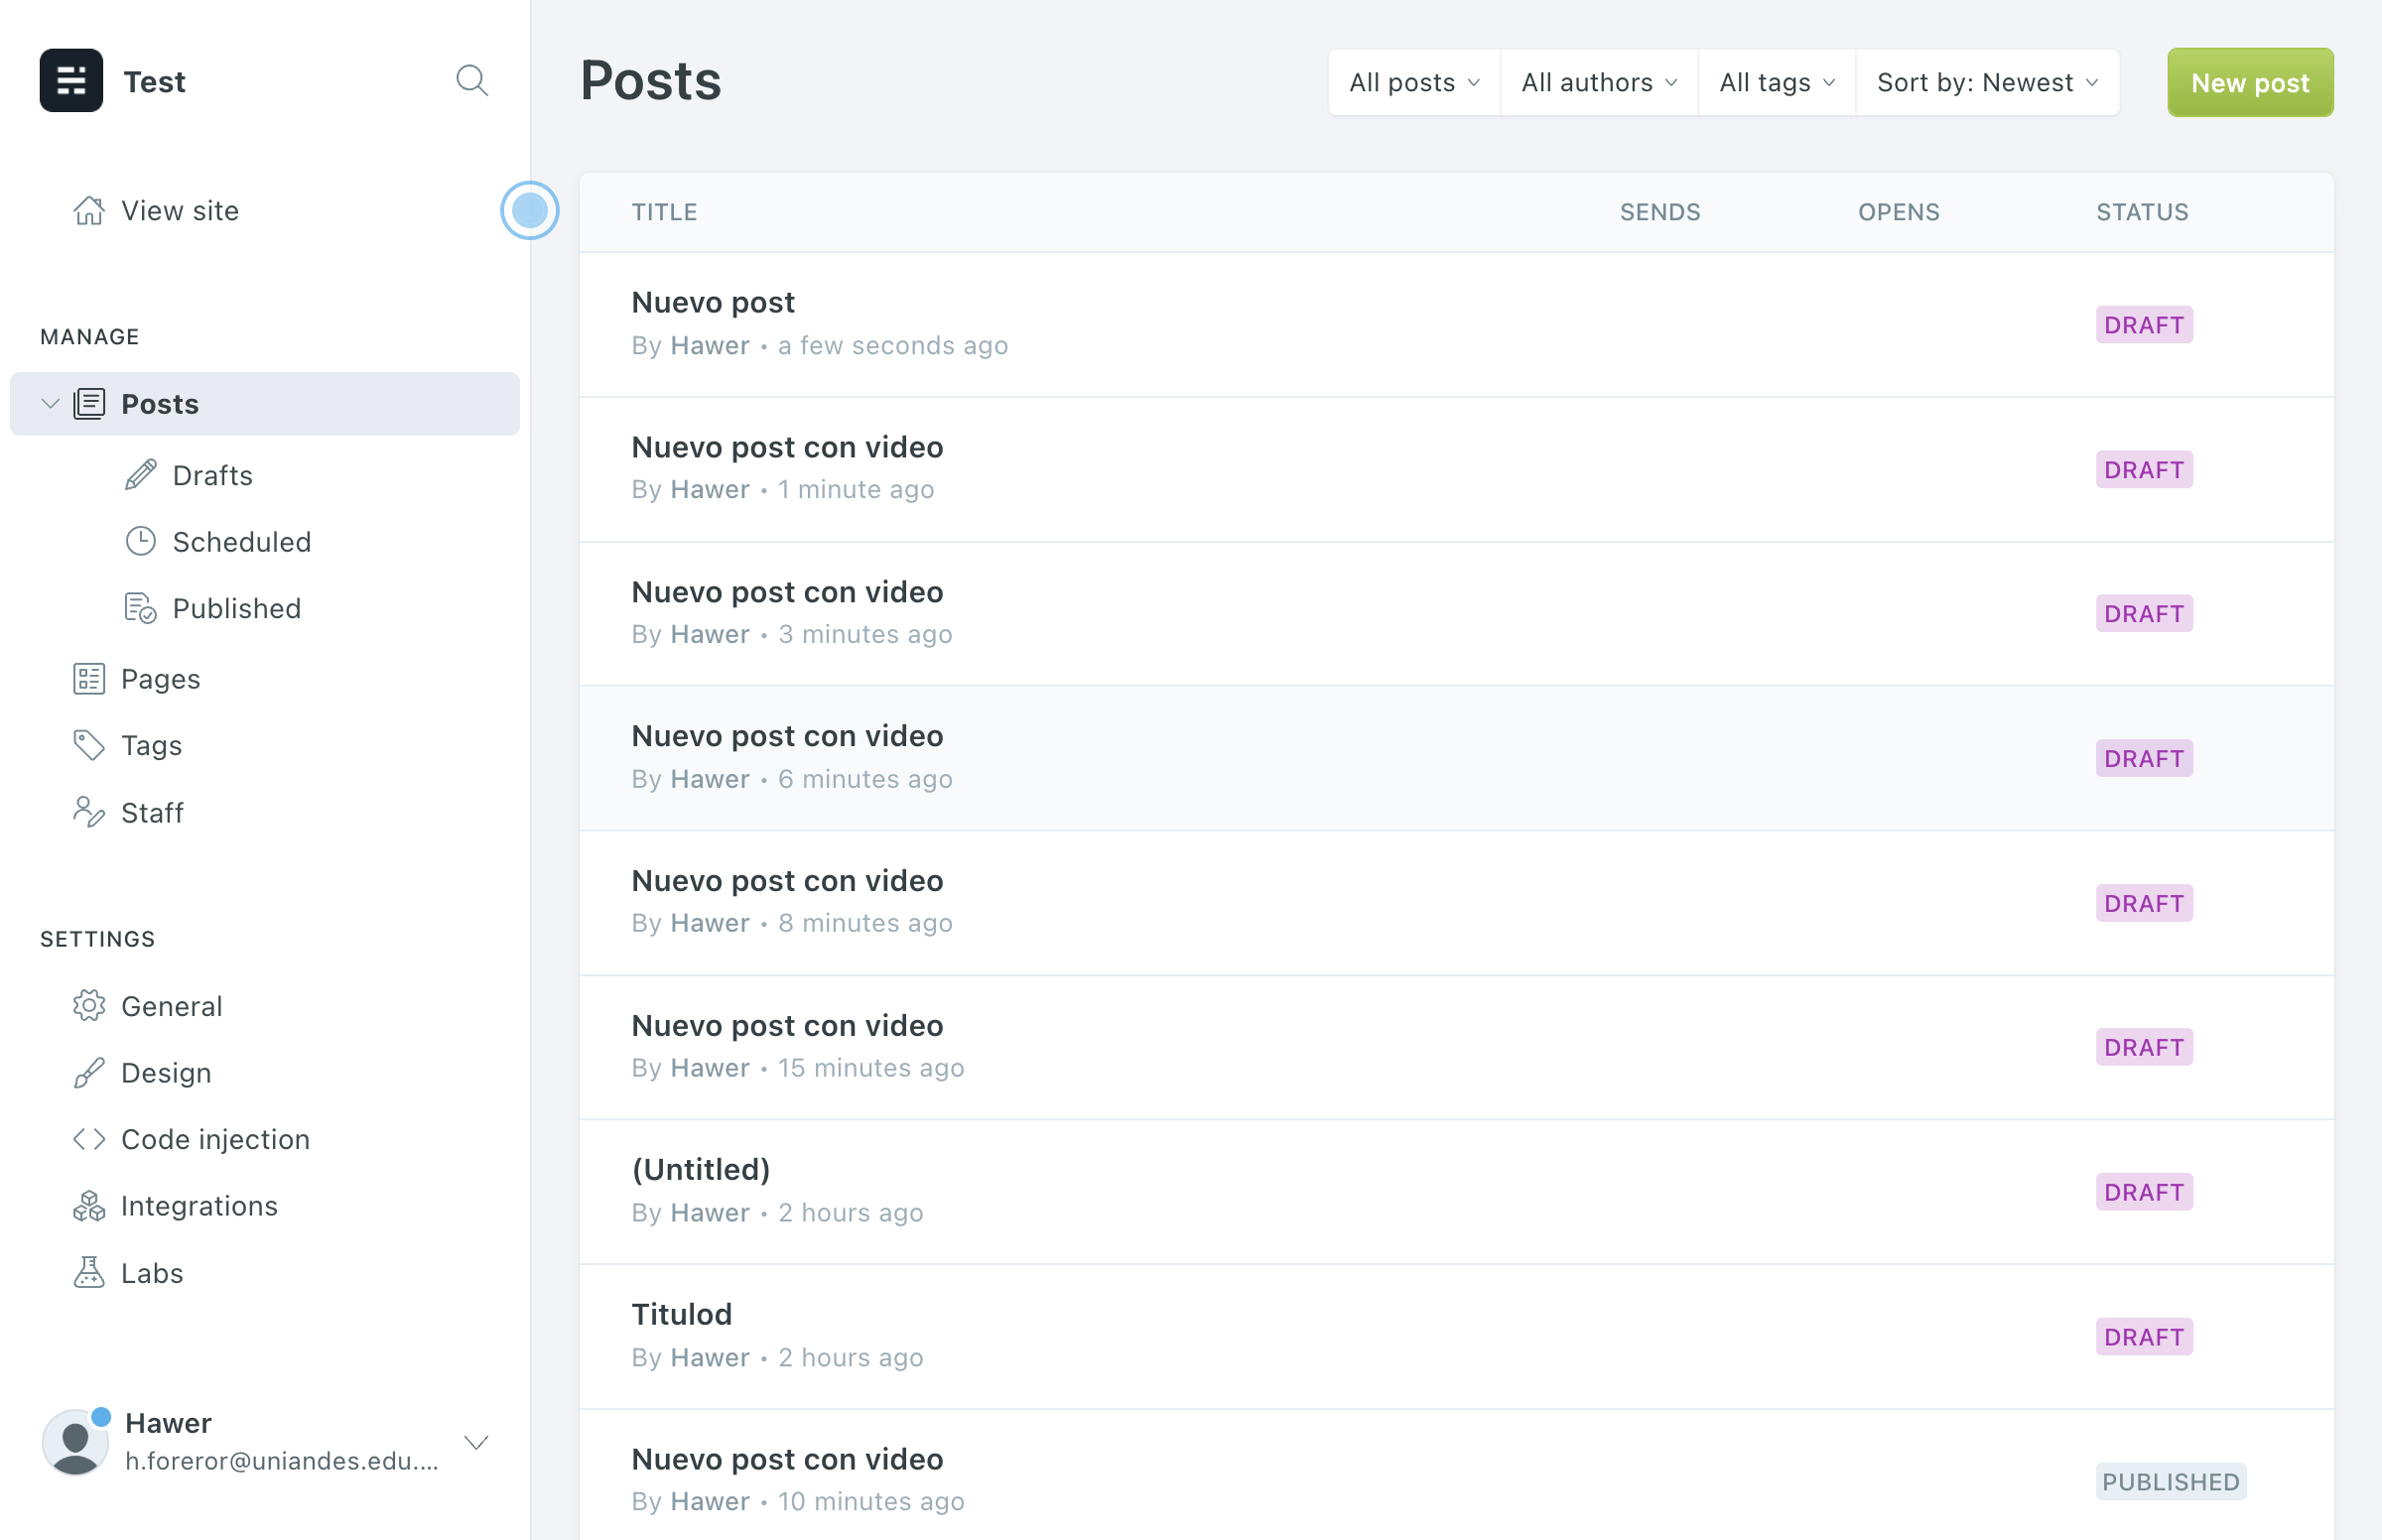 Test
View site
MANAGE
Posts
Drafts
Scheduled
Published
Pages
Tags
Staff
SETTINGS
General
Design
Code injection
Integrations
Labs
Hawer
h.foreror@uniandes.edu....
Posts
All posts
All authors
All tags
Sort by: Newest
New post
TITLE SENDS OPENS STATUS
Nuevo post
By Hawer • a few seconds ago
DRAFT
Nuevo post con video
By Hawer • 1 minute ago
DRAFT
Nuevo post con video
By Hawer • 3 minutes ago
DRAFT
Nuevo post con video
By Hawer • 6 minutes ago
DRAFT
Nuevo post con video
By Hawer • 8 minutes ago
DRAFT
Nuevo post con video
By Hawer • 15 minutes ago
DRAFT
(Untitled)
By Hawer • 2 hours ago
DRAFT
Titulod
By Hawer • 2 hours ago
DRAFT
Nuevo post con video
By Hawer • 10 minutes ago
PUBLISHED